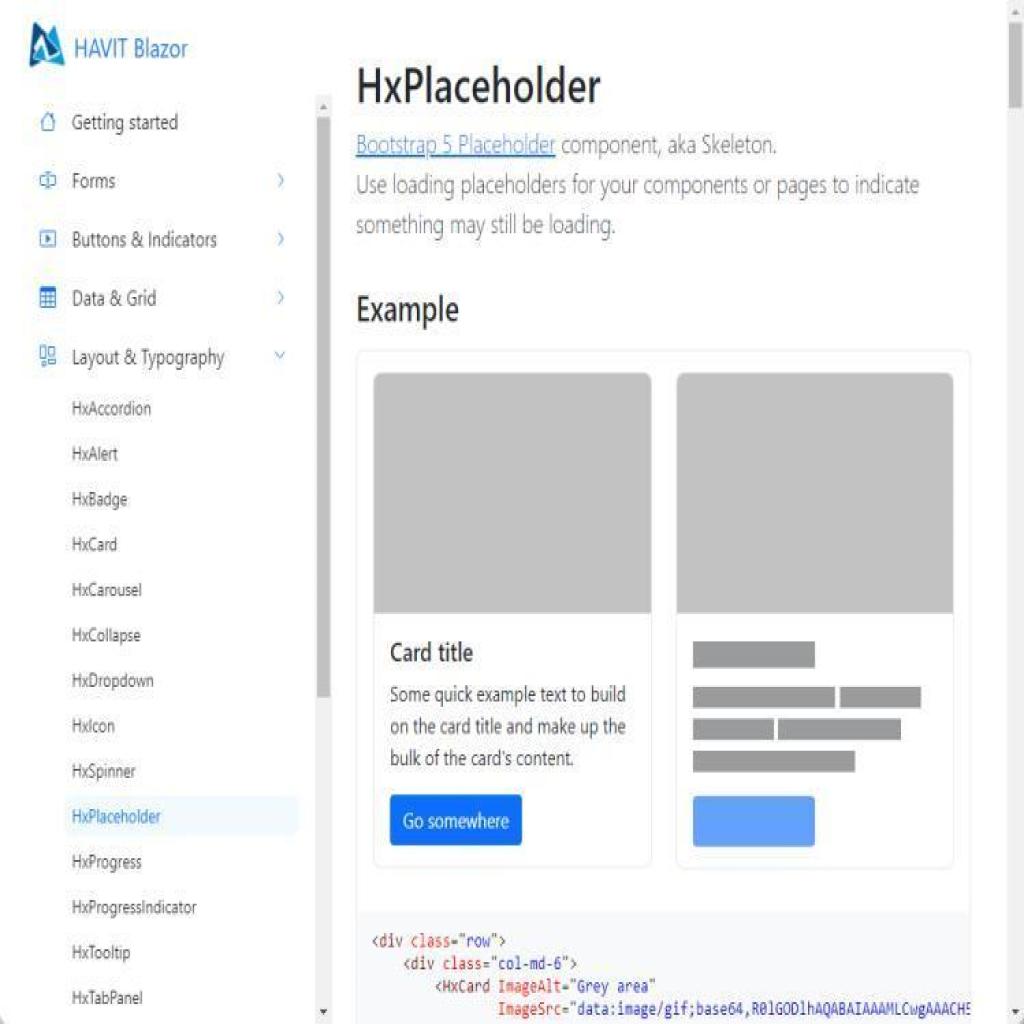 HAVIT Blazor
Getting started
Forms
Buttons & Indicators
Data & Grid
Layout & Typography
HxAccordion
HxAlert
HxBadge
HxCard
HxCarousel
HxCollapse
HxDropdown
HxIcon
HxSpinner
HxPlaceholder
HxProgress
HxProgressIndicator
HxTooltip
HxTabPanel
HxPlaceholder
Bootstrap 5 Placeholder component, aka Skeleton.
Use loading placeholders for your components or pages to indicate
something may still be loading.
Example
Card title
Some quick example text to build
on the card title and make up the
bulk of the card's content.
Go somewhere
<div class="row">
<div class="col-md-6">
<HxCard ImageAlt="Grey area"
ImageSrc="data:image/gif;base64,R0lGODlhAQABAIAAAMLCwgAAACH5